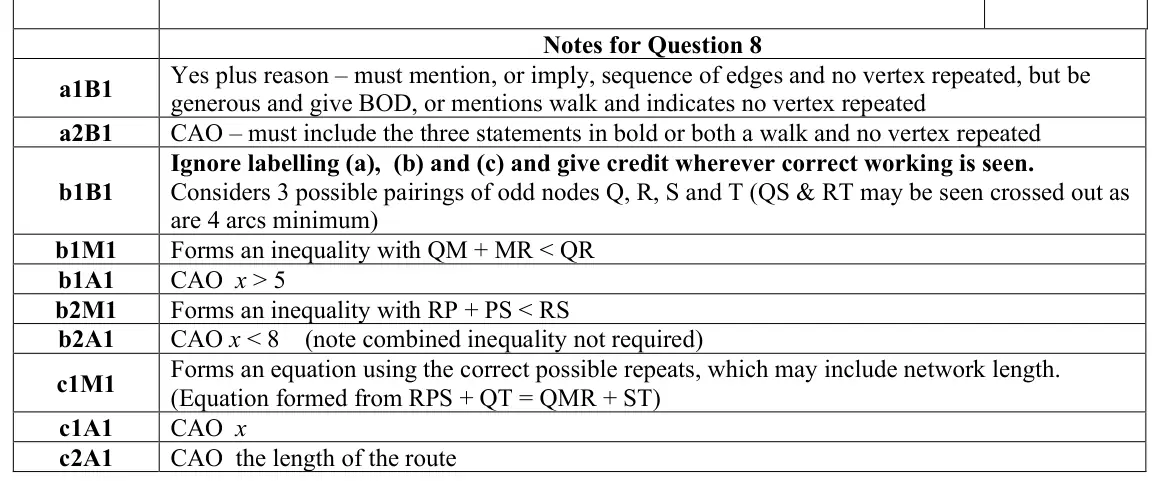 Notes for Question 8
a1B1
Yes plus reason – must mention, or imply, sequence of edges and no vertex repeated, but be
generous and give BOD, or mentions walk and indicates no vertex repeated
a2B1
CAO – must include the three statements in bold or both a walk and no vertex repeated
b1B1
Ignore labelling (a),  (b) and (c) and give credit wherever correct working is seen.
Considers 3 possible pairings of odd nodes Q, R, S and T (QS & RT may be seen crossed out as
are 4 arcs minimum)
b1M1
Forms an inequality with QM + MR < QR
b1A1
CAO  x > 5
b2M1
Forms an inequality with RP + PS < RS
b2A1
CAO x < 8    (note combined inequality not required)
c1M1
Forms an equation using the correct possible repeats, which may include network length.
(Equation formed from RPS + QT = QMR + ST)
c1A1
CAO  x
c2A1
CAO  the length of the route